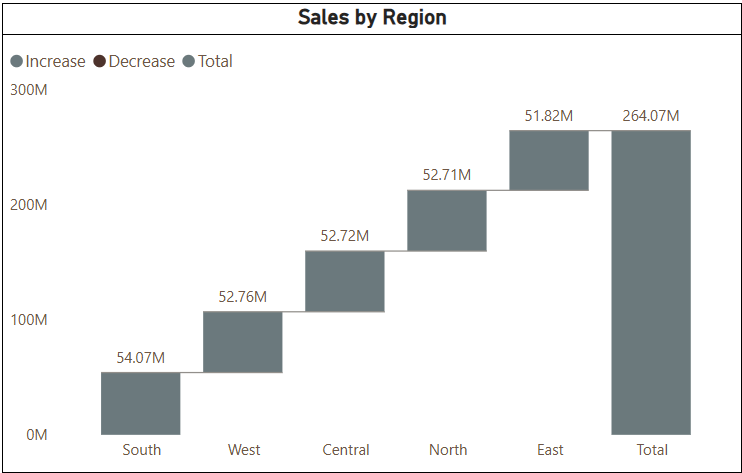 Sales by Region
Increase Decrease Total
300M
200M
100M
0M
54.07M
52.76M
52.72M
52.71M
51.82M
264.07M
South West Central North East Total